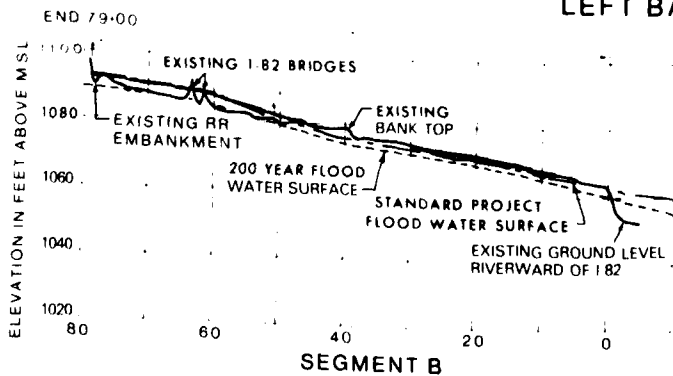 LEFT BA
END 79+00
1100
EXISTING I-82 BRIDGES
ELEVATION IN FEET ABOVE MSL
1080
EXISTING RR
EMBANKMENT
EXISTING
BANK TOP
1060
200 YEAR FLOOD
WATER SURFACE
STANDARD PROJECT
FLOOD WATER SURFACE
1040
EXISTING GROUND LEVEL
RIVERWARD OF I 82
1020
80 60 40 20 0
SEGMENT B